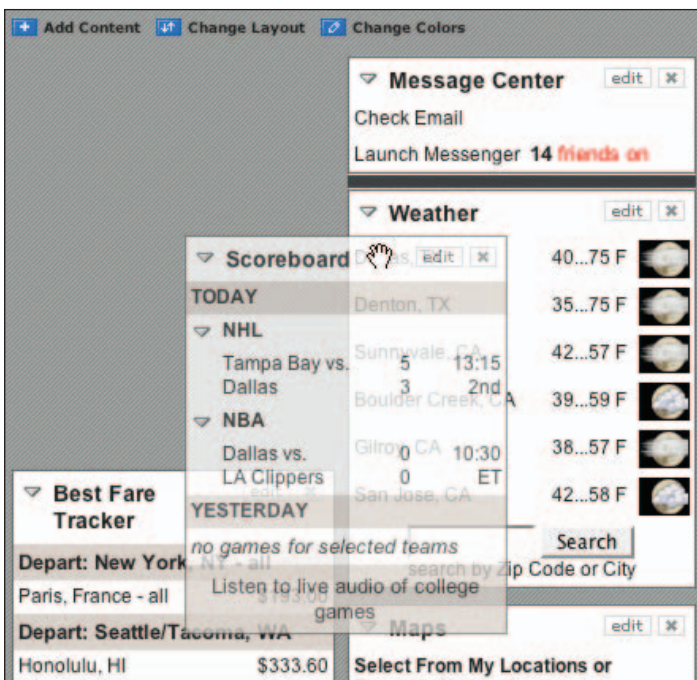 Add Content Change Layout Change Colors
Message Center edit
Check Email
Launch Messenger 14 friends on
Weather edit
Dallas, TX 40...75 F
Denton, TX 35...75 F
Sunnyvale, CA 42...57 F
Boulder Creek, CA 39...59 F
Gilroy, CA 38...57 F
San Jose, CA 42...58 F
Search
search by Zip Code or City
Scoreboard edit
TODAY
NHL
Tampa Bay vs. 5 13:15
Dallas 3 2nd
NBA
Dallas vs. 0 10:30
LA Clippers 0 ET
YESTERDAY
no games for selected teams
Listen to live audio of college
games
Best Fare edit
Tracker
Depart: New York, NY - all
Paris, France - all $193.00
Depart: Seattle/Tacoma, WA
Honolulu, HI $333.60
Maps edit
Select From My Locations or